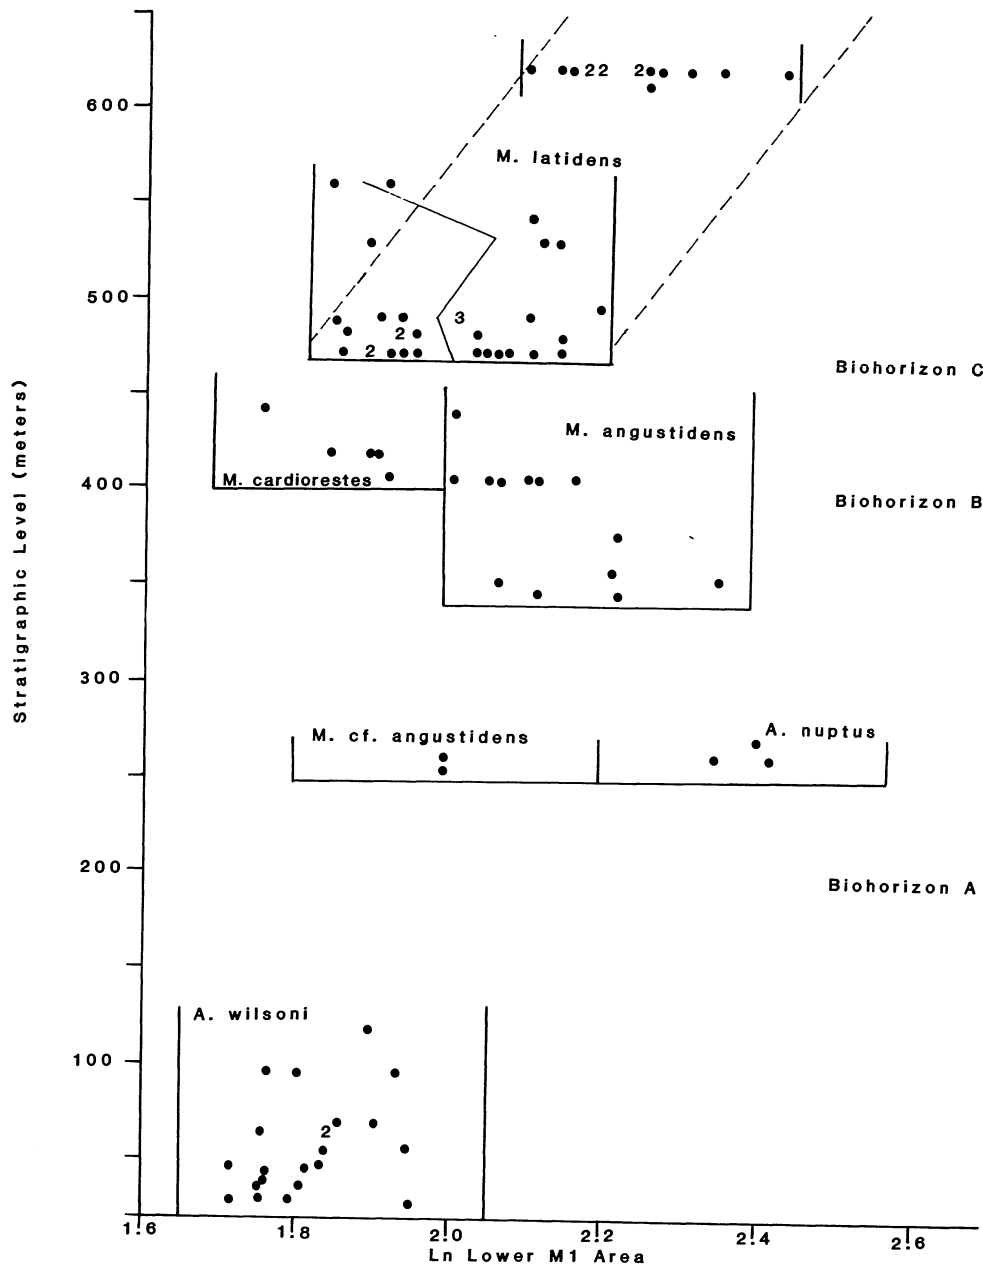 600
22 2
M. latidens
500
3
2
2
Biohorizon C
M. angustidens
M. cardiorestes
400
Biohorizon B
Stratigraphic Level (meters)
300
M. cf. angustidens
A. nuptus
200
Biohorizon A
A. wilsoni
100
2
1.6 1.8 2.0 2.2 2.4 2.6
Ln Lower M1 Area